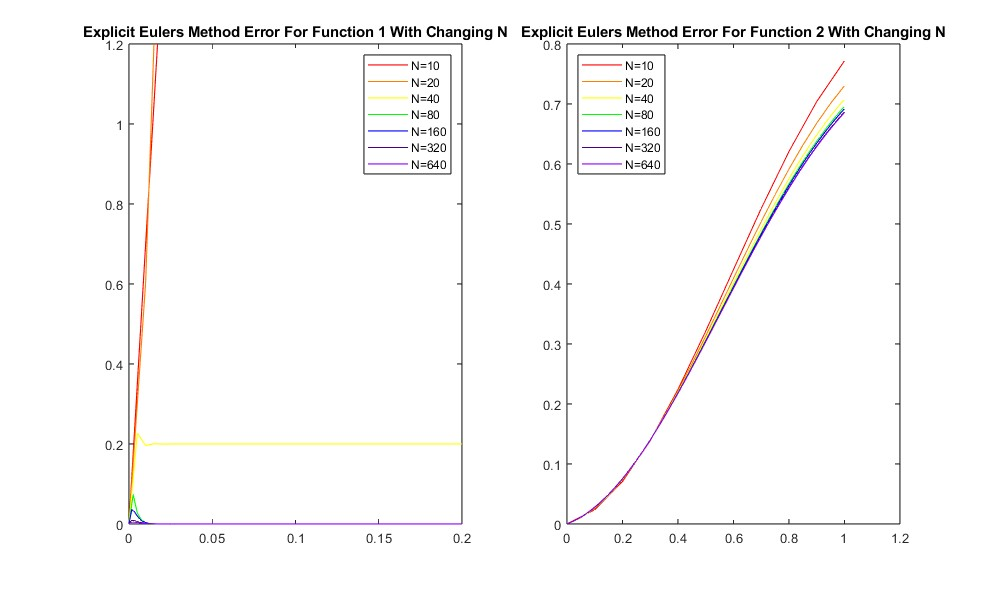 Explicit Eulers Method Error For Function 1 With Changing N
1.2
1
0.8
0.6
0.4
0.2
0
0
0.05
0.1
0.15
0.2
N=10
N=20
N=40
N=80
N=160
N=320
N=640
Explicit Eulers Method Error For Function 2 With Changing N
0.8
0.7
0.6
0.5
0.4
0.3
0.2
0.1
0
0
0.2
0.4
0.6
0.8
1
1.2
N=10
N=20
N=40
N=80
N=160
N=320
N=640